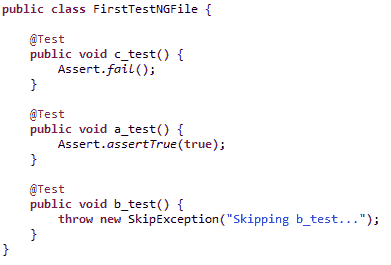 public class FirstTestNGFile {
@Test
public void c_test() {
Assert.fail();
}
@Test
public void a_test() {
Assert.assertTrue(true);
}
@Test
public void b_test() {
throw new SkipException("Skipping b_test...");
}
}